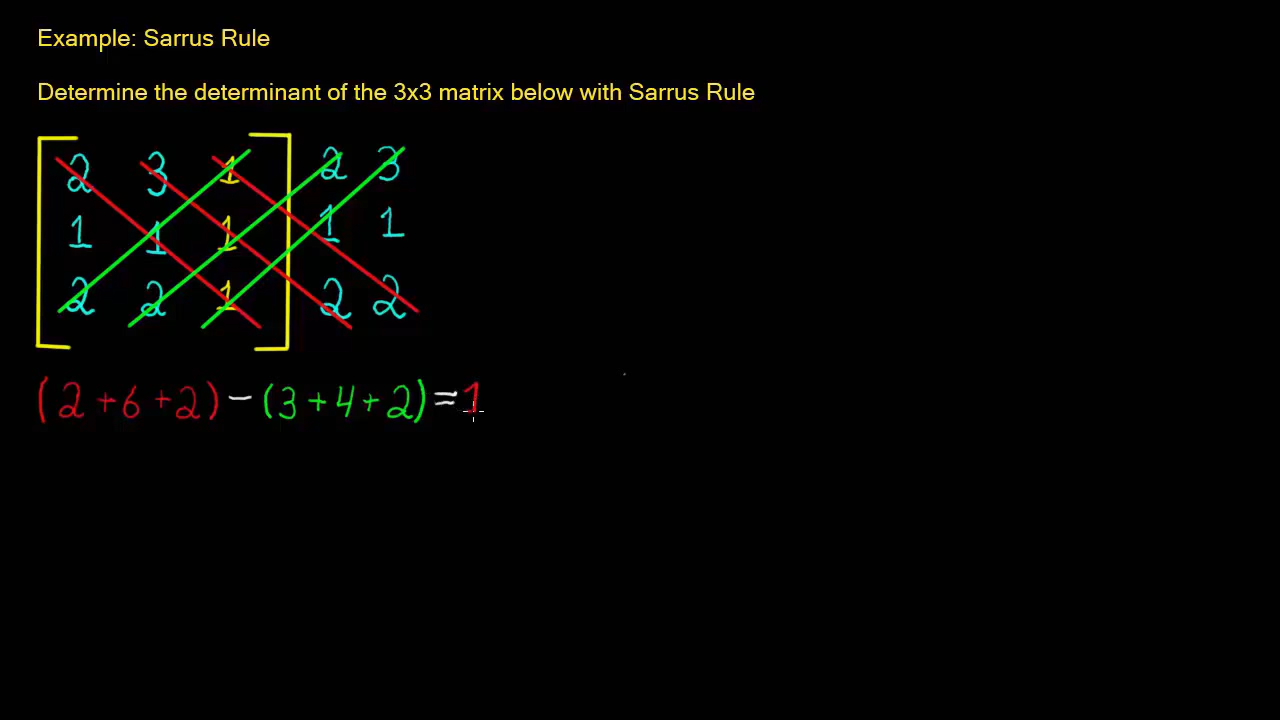 Example: Sarrus Rule
Determine the determinant of the 3x3 matrix below with Sarrus Rule
[2 3 1] 2 3
1 1 1 1 1
2 2 1 2 2
(2+6+2)-(3+4+2)=1